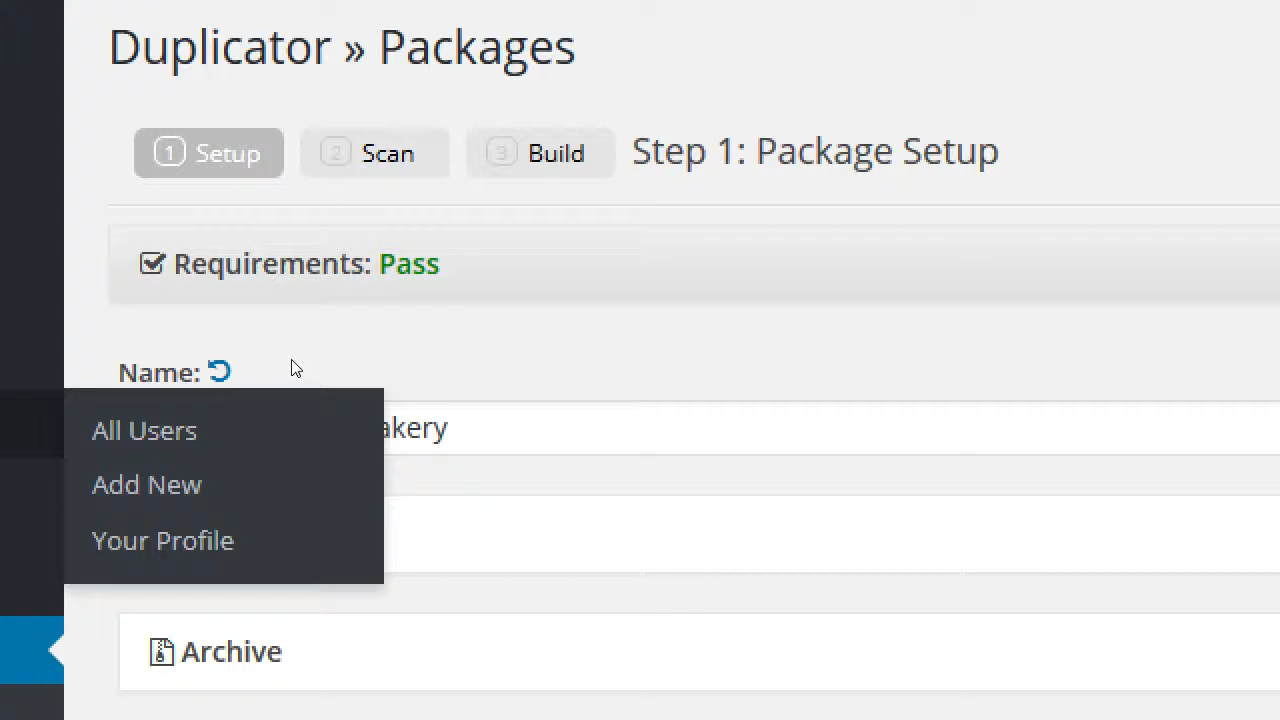 Duplicator » Packages
1 Setup 2 Scan 3 Build Step 1: Package Setup
Requirements: Pass
Name:
All Users
Add New
Your Profile
Archive